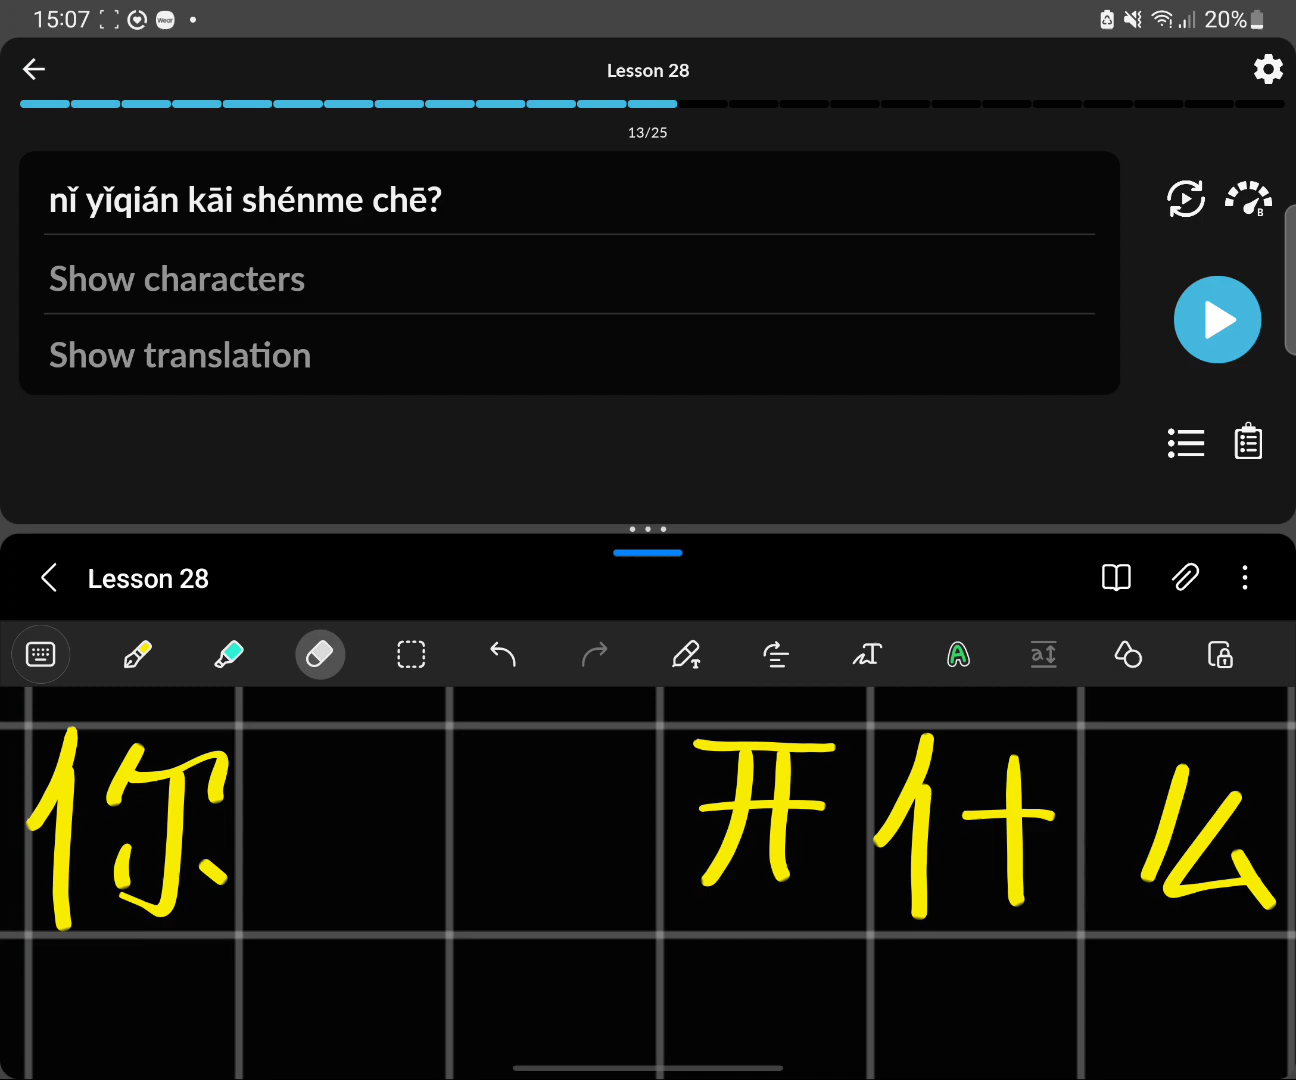 15:07 Wear 20%
Lesson 28
13/25
nǐ yǐqián kāi shénme chē?
B
Show characters
Show translation
Lesson 28
T T A a
你 开 什 么